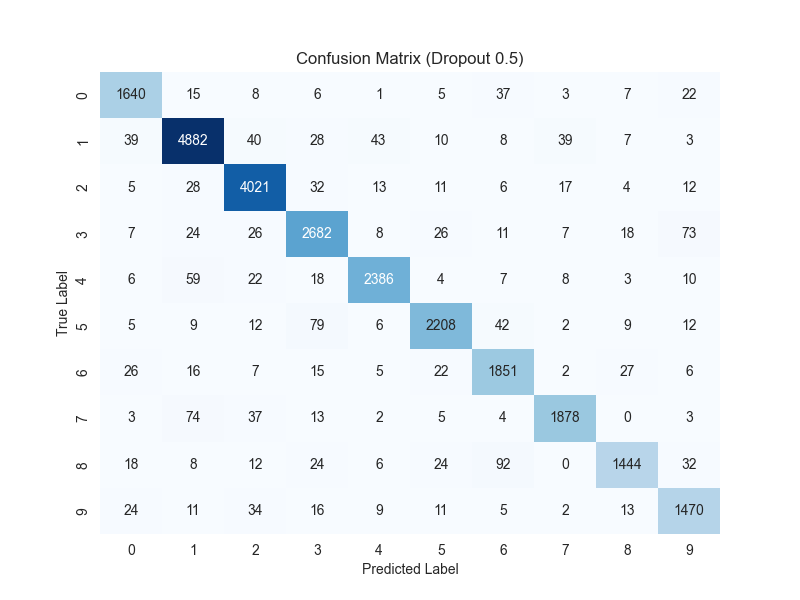 Confusion Matrix (Dropout 0.5)
0 1640 15 8 6 1 5 37 3 7 22
1 39 4882 40 28 43 10 8 39 7 3
2 5 28 4021 32 13 11 6 17 4 12
3 7 24 26 2682 8 26 11 7 18 73
4 6 59 22 18 2386 4 7 8 3 10
5 5 9 12 79 6 2208 42 2 9 12
6 26 16 7 15 5 22 1851 2 27 6
7 3 74 37 13 2 5 4 1878 0 3
8 18 8 12 24 6 24 92 0 1444 32
9 24 11 34 16 9 11 5 2 13 1470
0 1 2 3 4 5 6 7 8 9
Predicted Label
True Label